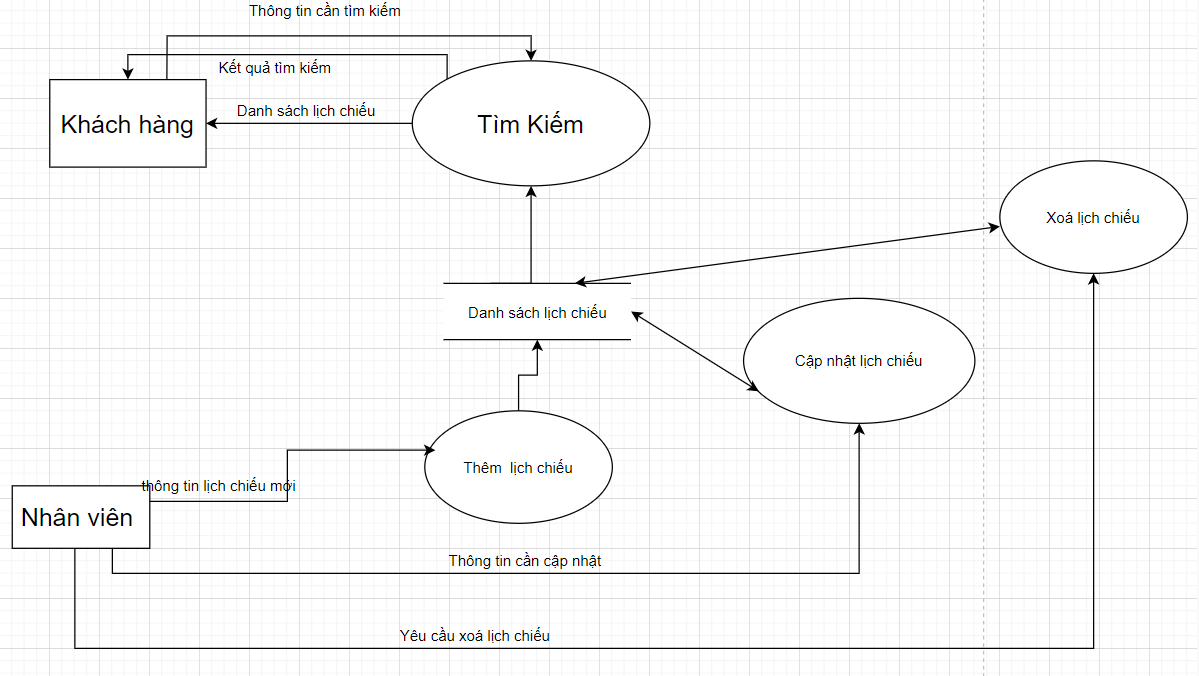 Thông tin cần tìm kiếm
Kết quả tìm kiếm
Danh sách lịch chiếu
Khách hàng
Tìm Kiếm
Xoá lịch chiếu
Danh sách lịch chiếu
Cập nhật lịch chiếu
Thêm lịch chiếu
thông tin lịch chiếu mới
Nhân viên
Thông tin cần cập nhật
Yêu cầu xoá lịch chiếu